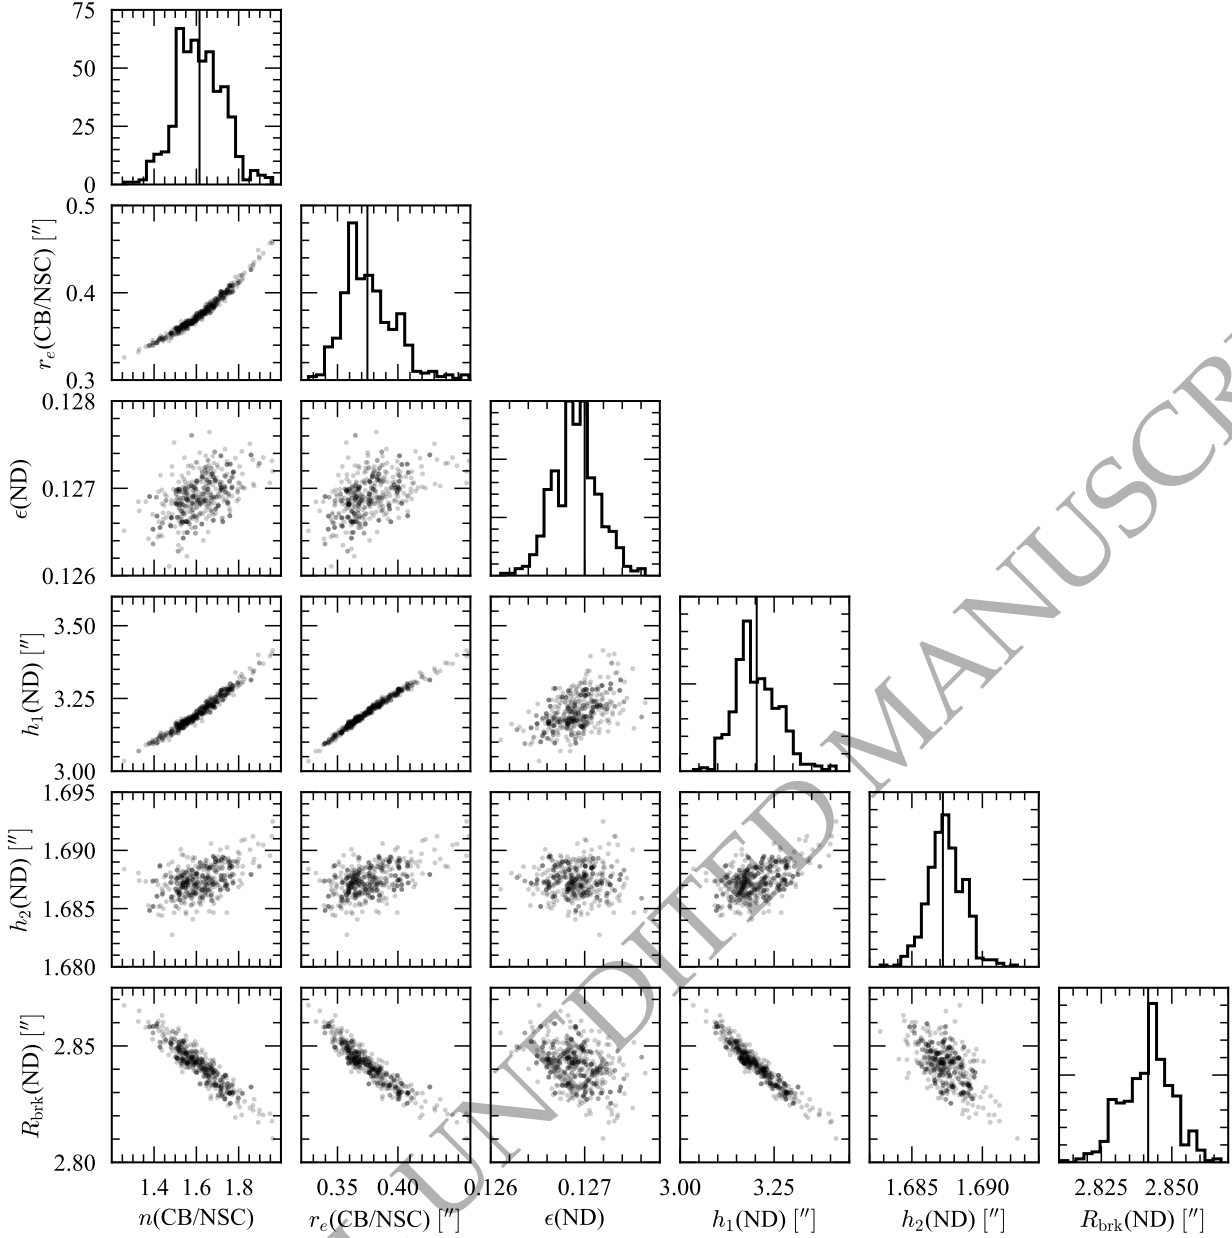 75
50
25
0
0.5
0.4
0.3
r_e(CB/NSC) [″]
0.128
0.127
0.126
ϵ(ND)
3.50
3.25
3.00
h_1(ND) [″]
1.695
1.690
1.685
1.680
h_2(ND) [″]
2.85
2.80
R_brk(ND) [″]
1.4 1.6 1.8
n(CB/NSC)
0.35 0.40
r_e(CB/NSC) [″]
0.126 0.127
ϵ(ND)
3.00 3.25
h_1(ND) [″]
1.685 1.690
h_2(ND) [″]
2.825 2.850
R_brk(ND) [″]
UNEDITED MANUSCR